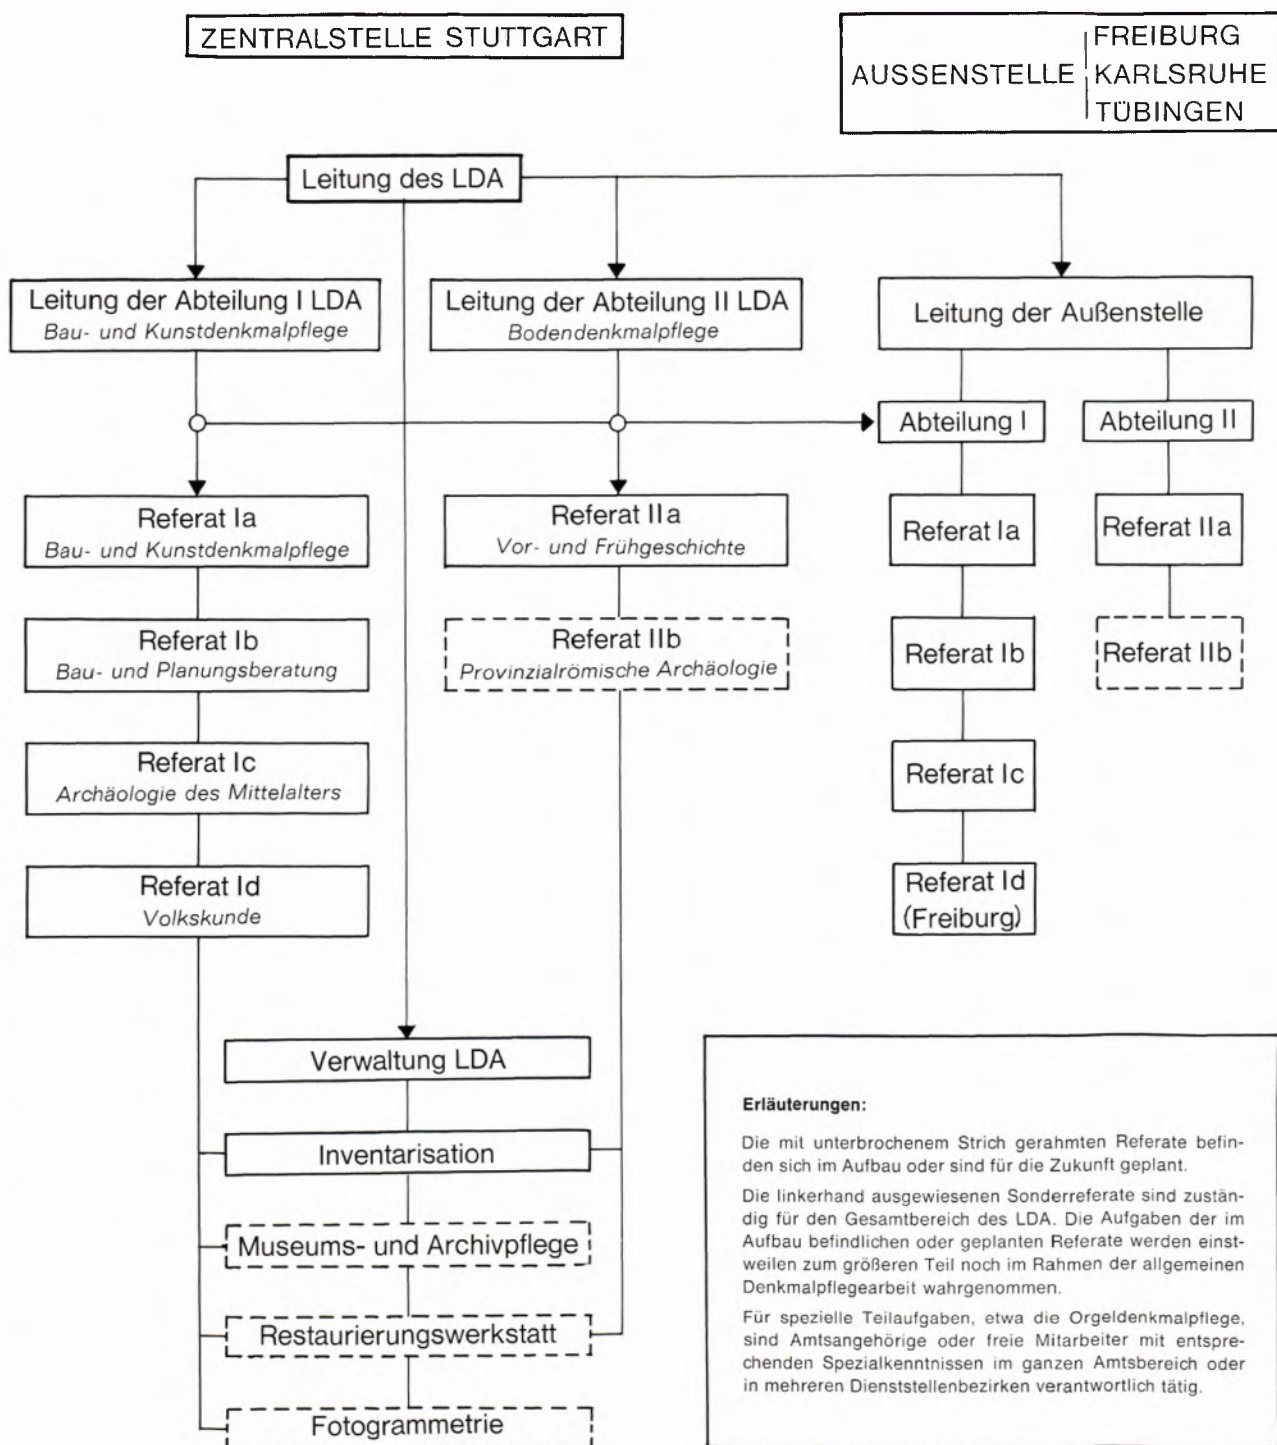 ZENTRALSTELLE STUTTGART
AUSSENSTELLE
FREIBURG
KARLSRUHE
TÜBINGEN
Leitung des LDA
Leitung der Abteilung I LDA
Bau- und Kunstdenkmalpflege
Leitung der Abteilung II LDA
Bodendenkmalpflege
Leitung der Außenstelle
Abteilung I
Abteilung II
Referat Ia
Bau- und Kunstdenkmalpflege
Referat IIa
Vor- und Frühgeschichte
Referat Ia
Referat IIa
Referat Ib
Bau- und Planungsberatung
Referat IIb
Provinzialrömische Archäologie
Referat Ib
Referat IIb
Referat Ic
Archäologie des Mittelalters
Referat Ic
Referat Id
Volkskunde
Referat Id
(Freiburg)
Verwaltung LDA
Inventarisation
Museums- und Archivpflege
Restaurierungswerkstatt
Fotogrammetrie
Erläuterungen:
Die mit unterbrochenem Strich gerahmten Referate befin-
den sich im Aufbau oder sind für die Zukunft geplant.
Die linkerhand ausgewiesenen Sonderreferate sind zustän-
dig für den Gesamtbereich des LDA. Die Aufgaben der im
Aufbau befindlichen oder geplanten Referate werden einst-
weilen zum größeren Teil noch im Rahmen der allgemeinen
Denkmalpflegearbeit wahrgenommen.
Für spezielle Teilaufgaben, etwa die Orgeldenkmalpflege,
sind Amtsangehörige oder freie Mitarbeiter mit entspre-
chenden Spezialkenntnissen im ganzen Amtsbereich oder
in mehreren Dienststellenbezirken verantwortlich tätig.